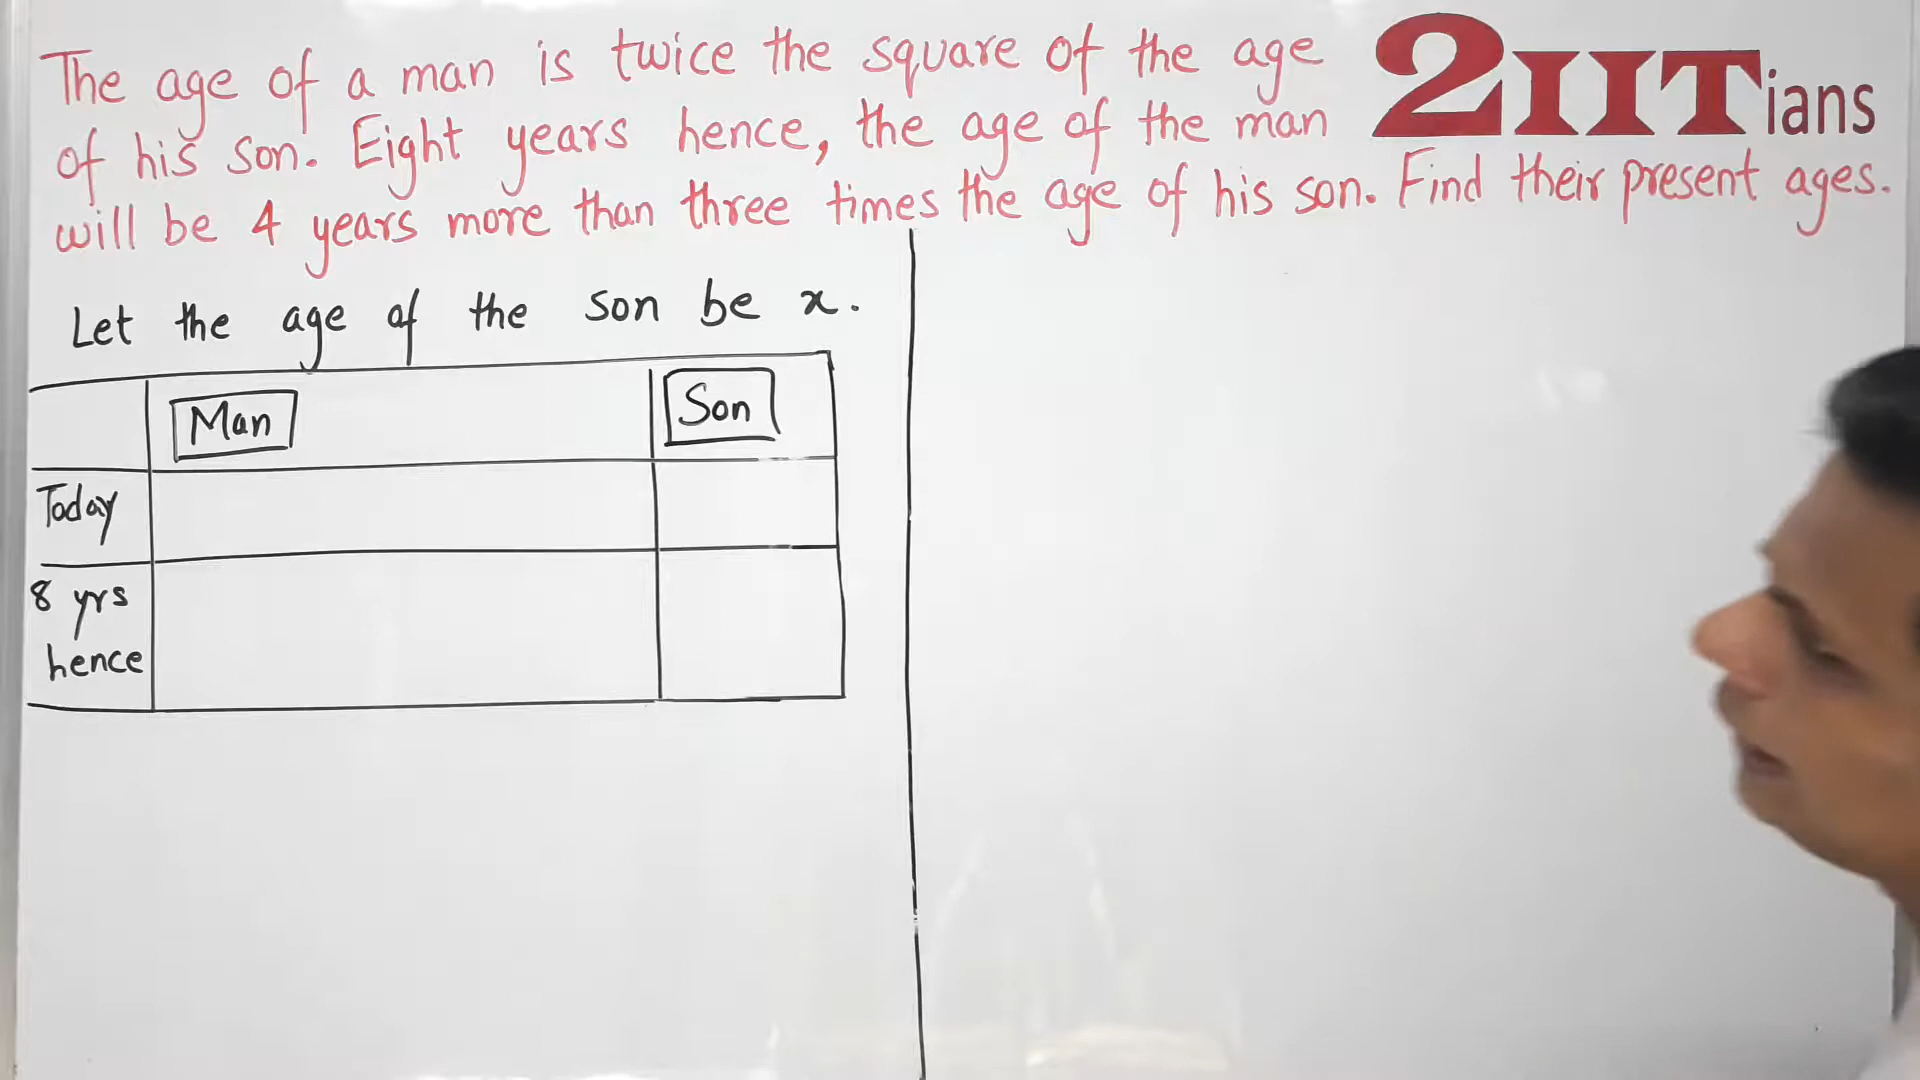 The age of a man is twice the square of the age
of his son. Eight years hence, the age of the man
will be 4 years more than three times the age of his son. Find their present ages.
2IITians
Let the age of the son be x.
Man Son
Today
8 yrs
hence